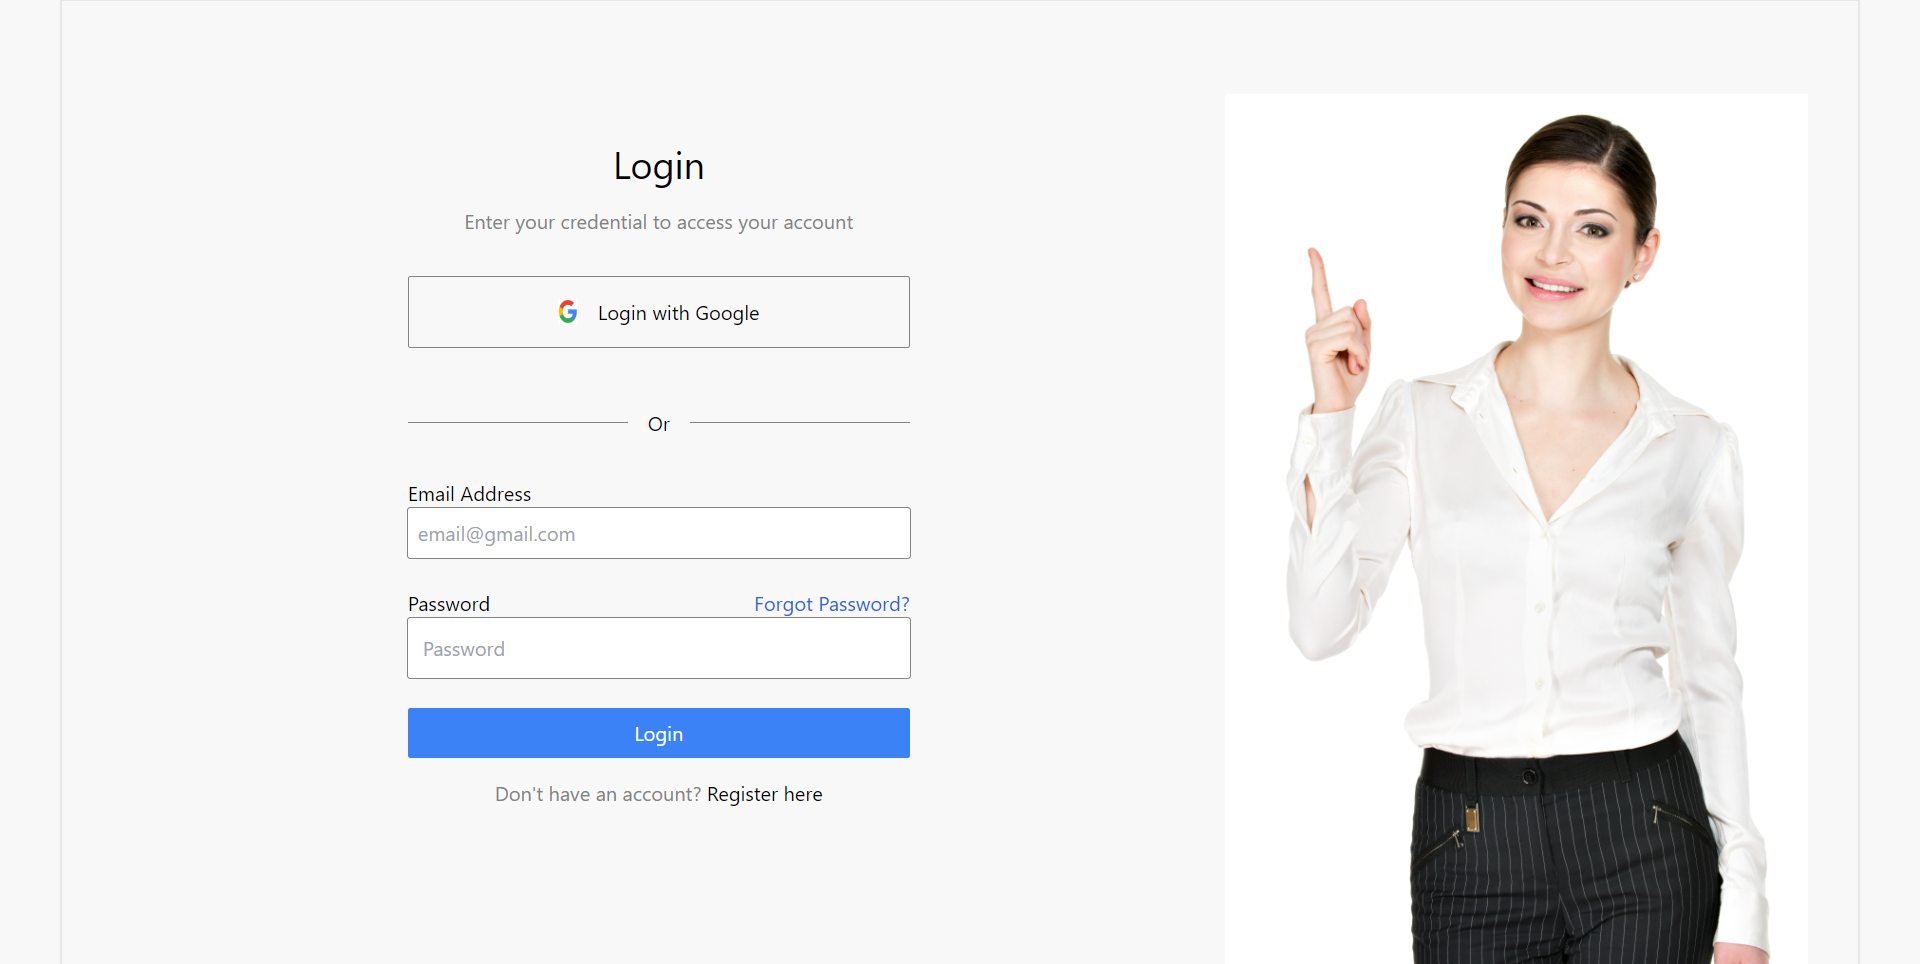 Login
Enter your credential to access your account
Login with Google
Or
Email Address
email@gmail.com
Password Forgot Password?
Password
Login
Don't have an account? Register here